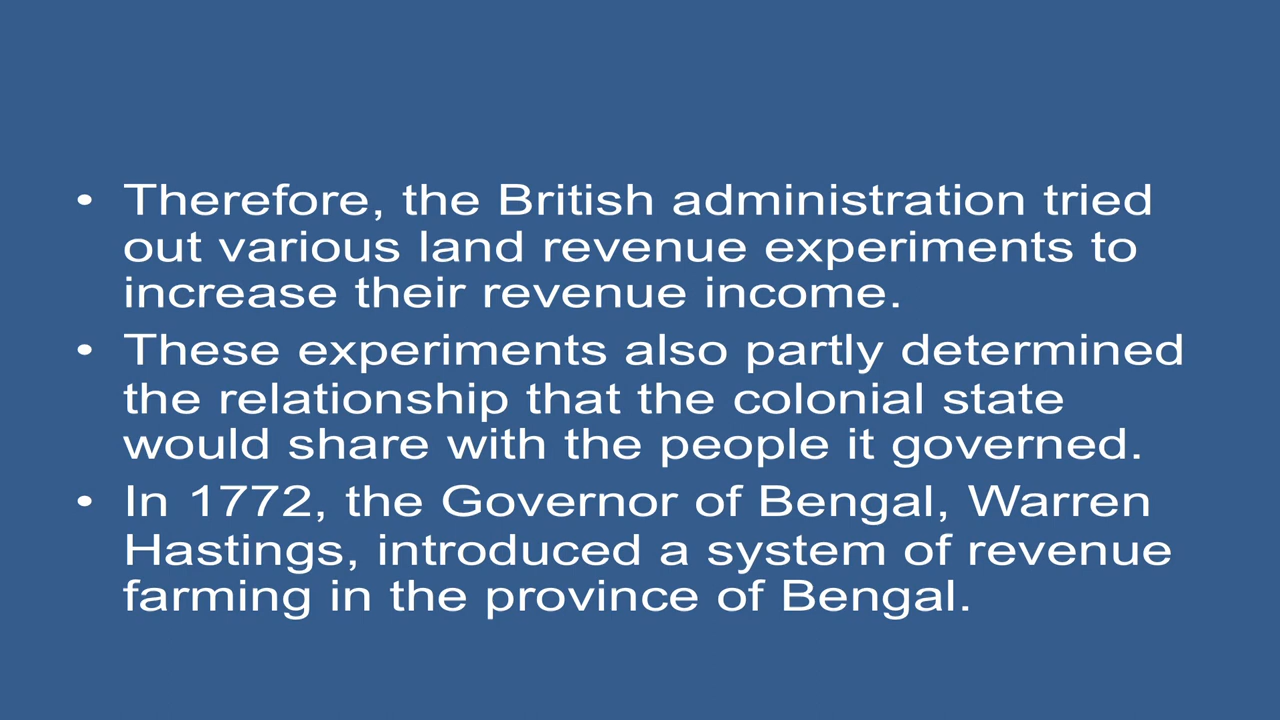 • Therefore, the British administration tried
out various land revenue experiments to
increase their revenue income.
• These experiments also partly determined
the relationship that the colonial state
would share with the people it governed.
• In 1772, the Governor of Bengal, Warren
Hastings, introduced a system of revenue
farming in the province of Bengal.